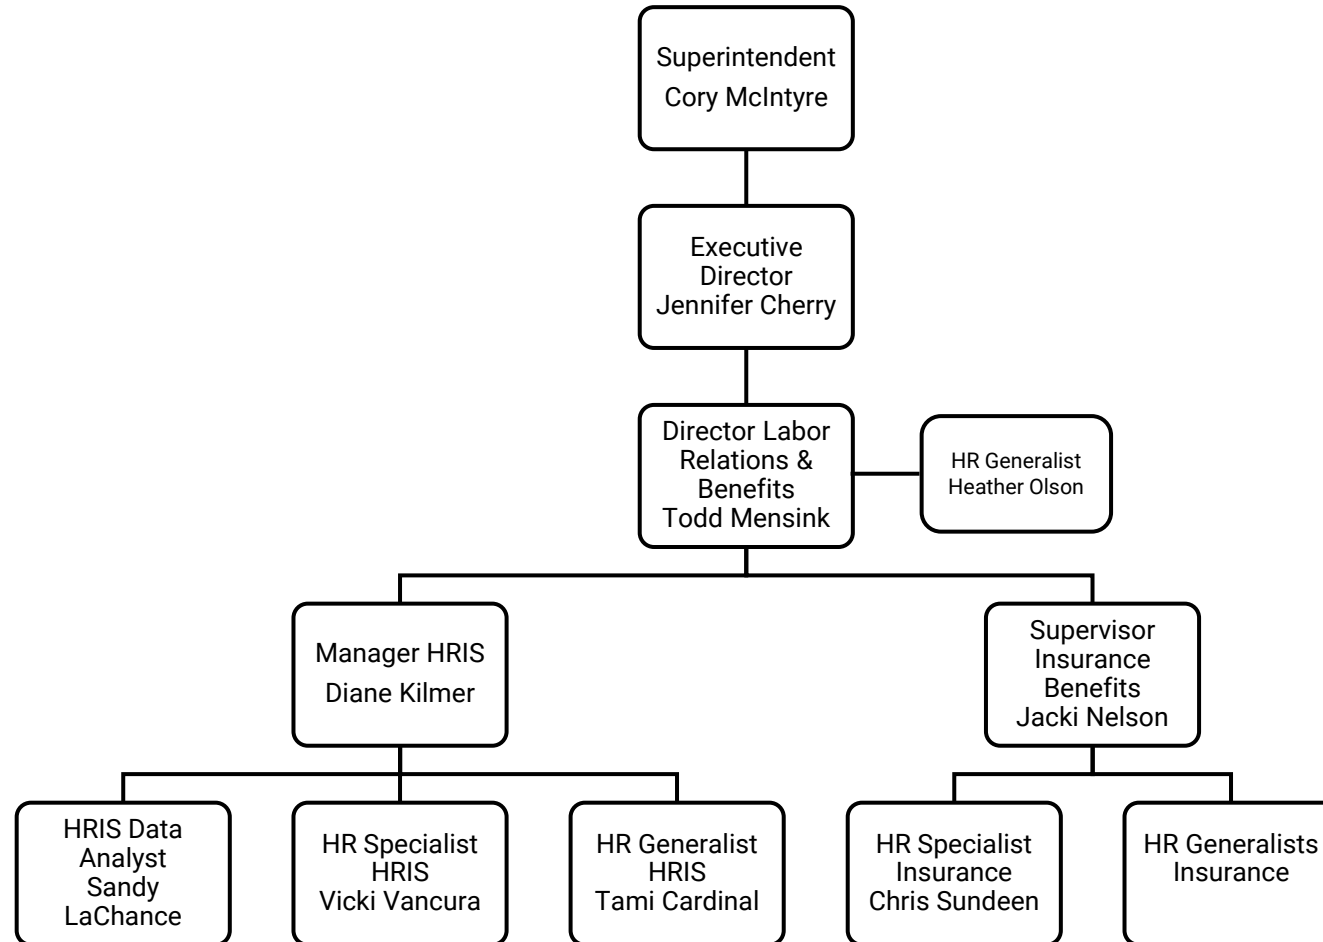 Superintendent
Cory McIntyre
Executive
Director
Jennifer Cherry
Director Labor
Relations &
Benefits
Todd Mensink
HR Generalist
Heather Olson
Manager HRIS
Diane Kilmer
Supervisor
Insurance
Benefits
Jacki Nelson
HRIS Data
Analyst
Sandy
LaChance
HR Specialist
HRIS
Vicki Vancura
HR Generalist
HRIS
Tami Cardinal
HR Specialist
Insurance
Chris Sundeen
HR Generalists
Insurance